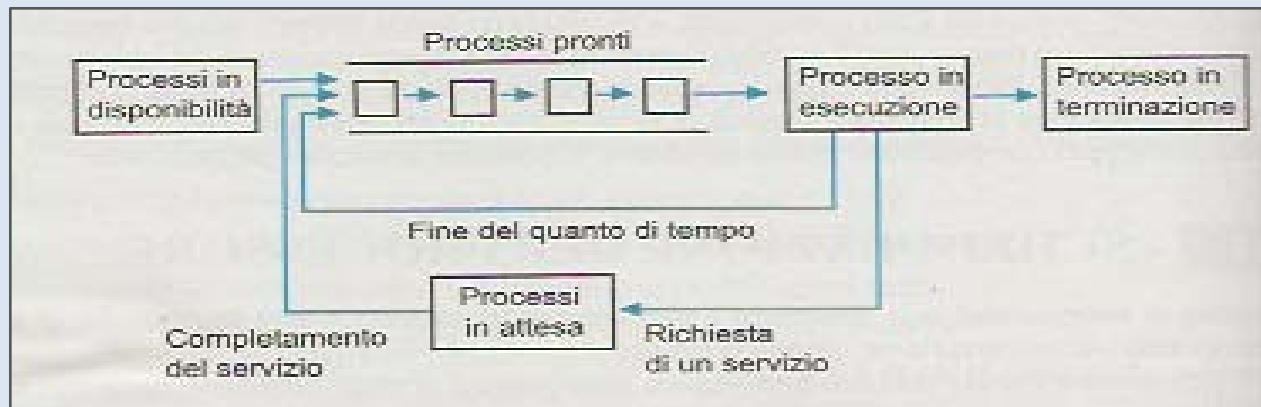 Processi pronti
Processi in
disponibilità
Processo in
esecuzione
Processo in
terminazione
Fine del quanto di tempo
Processi
in attesa
Completamento
del servizio
Richiesta
di un servizio